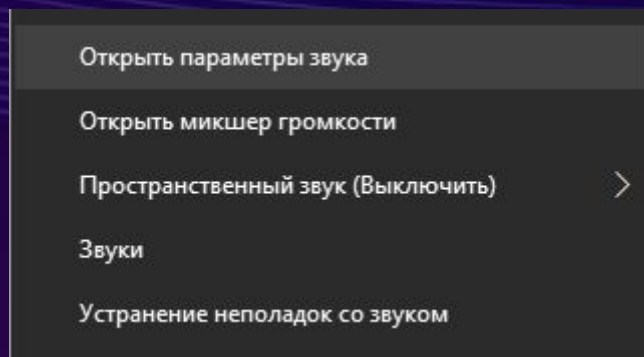 Открыть параметры звука
Открыть микшер громкости
Пространственный звук (Выключить)
Звуки
Устранение неполадок со звуком